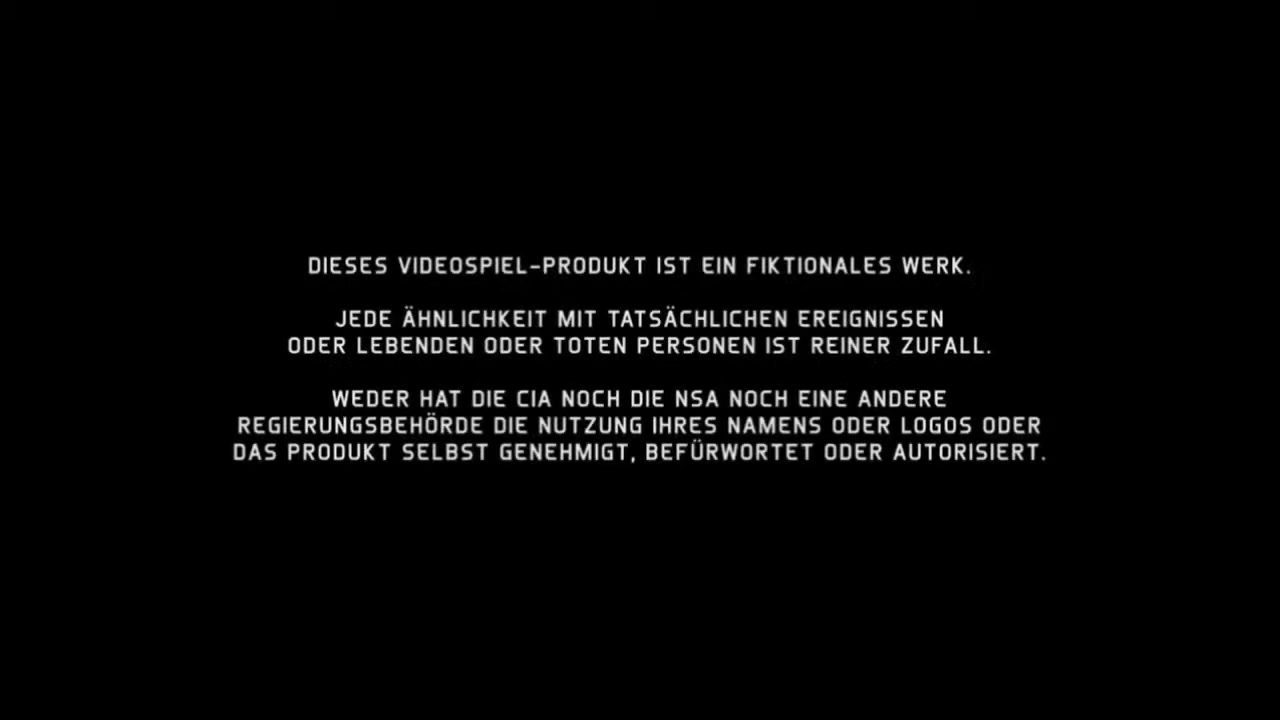 DIESES VIDEOSPIEL-PRODUKT IST EIN FIKTIONALES WERK.
JEDE ÄHNLICHKEIT MIT TATSÄCHLICHEN EREIGNISSEN
ODER LEBENDEN ODER TOTEN PERSONEN IST REINER ZUFALL.
WEDER HAT DIE CIA NOCH DIE NSA NOCH EINE ANDERE
REGIERUNGSBEHÖRDE DIE NUTZUNG IHRES NAMENS ODER LOGOS ODER
DAS PRODUKT SELBST GENEHMIGT, BEFÜRWORTET ODER AUTORISIERT.